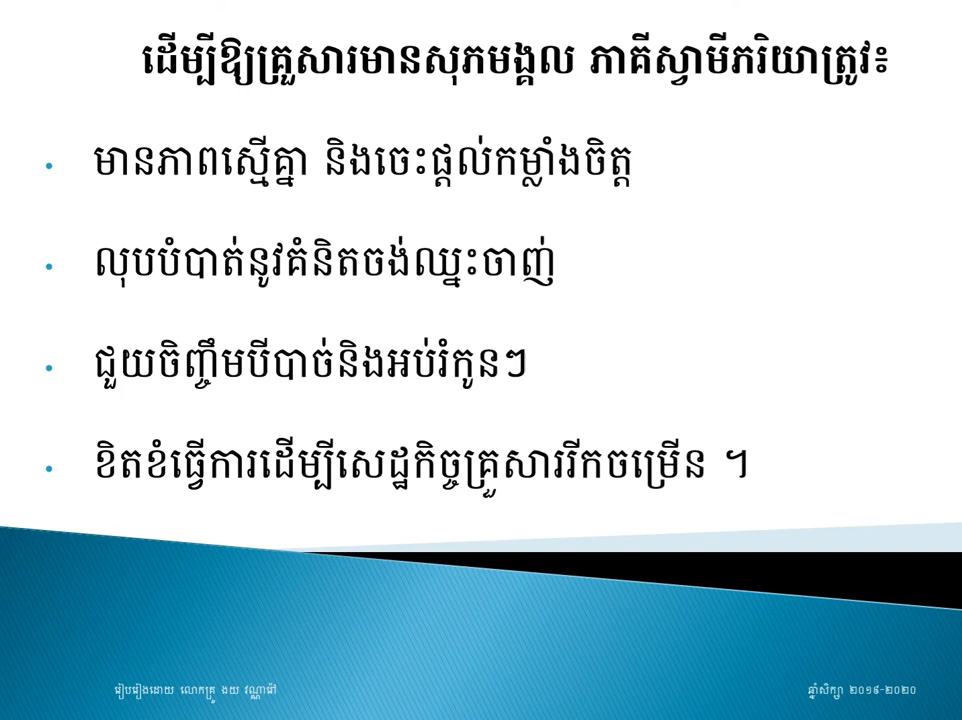 ដើម្បីឱ្យគ្រួសារមានសុភមង្គល ភាគីស្វាមីភរិយាត្រូវ៖
• មានភាពស្មើគ្នា និងចេះផ្តល់កម្លាំងចិត្ត
• លុបបំបាត់នូវគំនិតចង់ឈ្នះចាញ់
• ជួយចិញ្ចឹមបីបាច់និងអប់រំកូនៗ
• ខិតខំធ្វើការដើម្បីសេដ្ឋកិច្ចគ្រួសាររីកចម្រើន ។
រៀបរៀងដោយ លោកគ្រូ ងយ វណ្ណារ៉ៅ
ឆ្នាំសិក្សា ២០១៩-២០២០